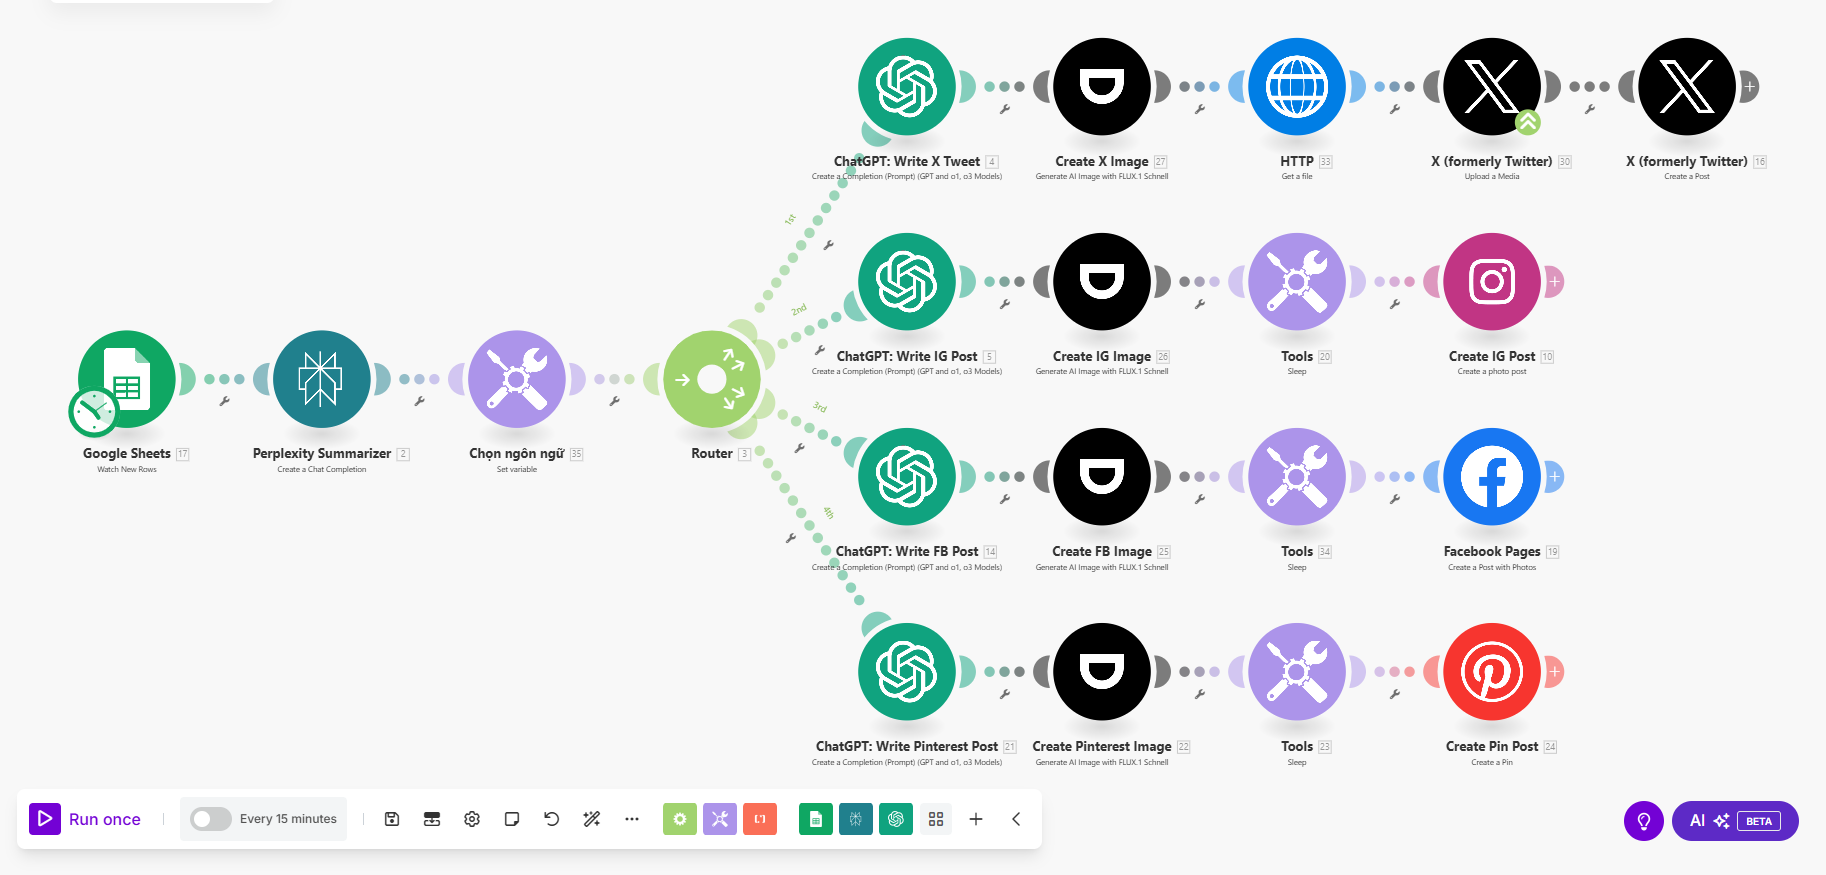 1st
2nd
3rd
4th
ChatGPT: Write X Tweet 4
Create a Completion (Prompt) (GPT and o1, o3 Models)
Create X Image 27
Generate AI Image with FLUX.1 Schnell
HTTP 33
Get a file
X (formerly Twitter) 30
Upload a Media
X (formerly Twitter) 16
Create a Post
ChatGPT: Write IG Post 5
Create a Completion (Prompt) (GPT and o1, o3 Models)
Create IG Image 26
Generate AI Image with FLUX.1 Schnell
Tools 20
Sleep
Create IG Post 10
Create a photo post
Google Sheets 17
Watch New Rows
Perplexity Summarizer 2
Create a Chat Completion
Chọn ngôn ngữ 35
Set variable
Router 3
ChatGPT: Write FB Post 14
Create a Completion (Prompt) (GPT and o1, o3 Models)
Create FB Image 25
Generate AI Image with FLUX.1 Schnell
Tools 34
Sleep
Facebook Pages 19
Create a Post with Photos
ChatGPT: Write Pinterest Post 21
Create a Completion (Prompt) (GPT and o1, o3 Models)
Create Pinterest Image 22
Generate AI Image with FLUX.1 Schnell
Tools 23
Sleep
Create Pin Post 24
Create a Pin
Run once
Every 15 minutes
AI BETA